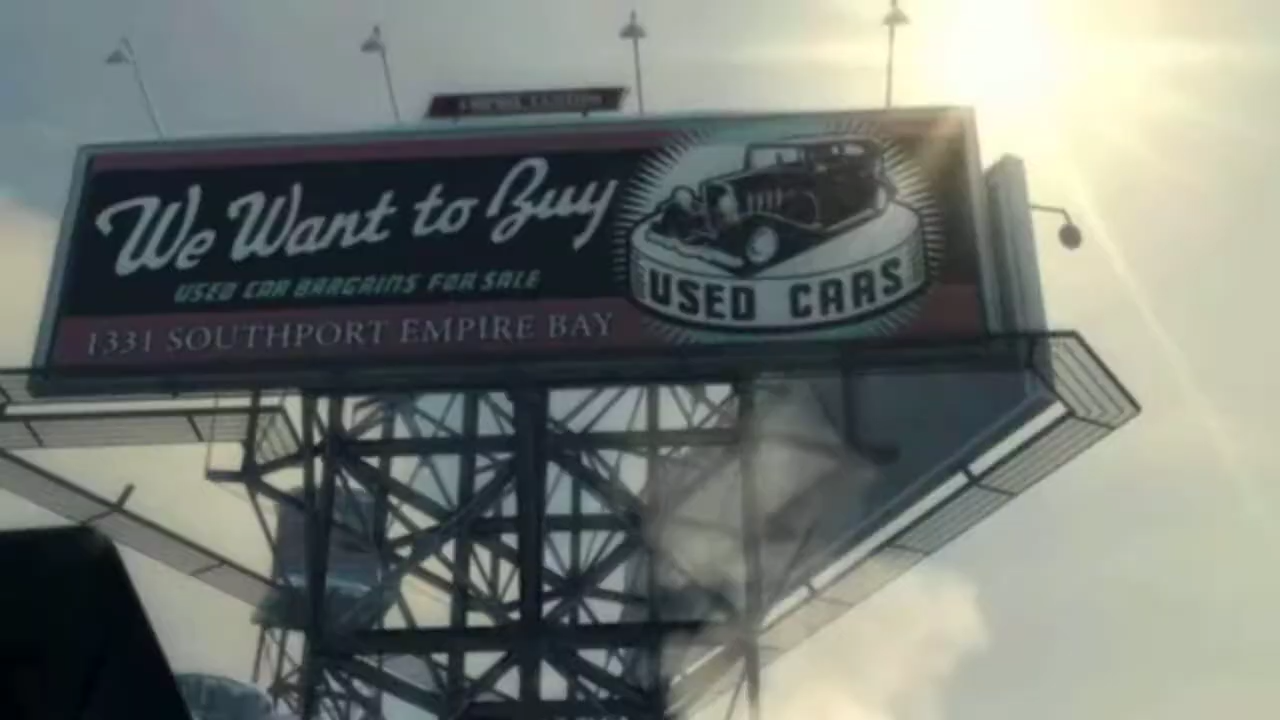 We Want to Buy
USED CAR BARGAINS FOR SALE
1331 SOUTHPORT EMPIRE BAY
USED CARS